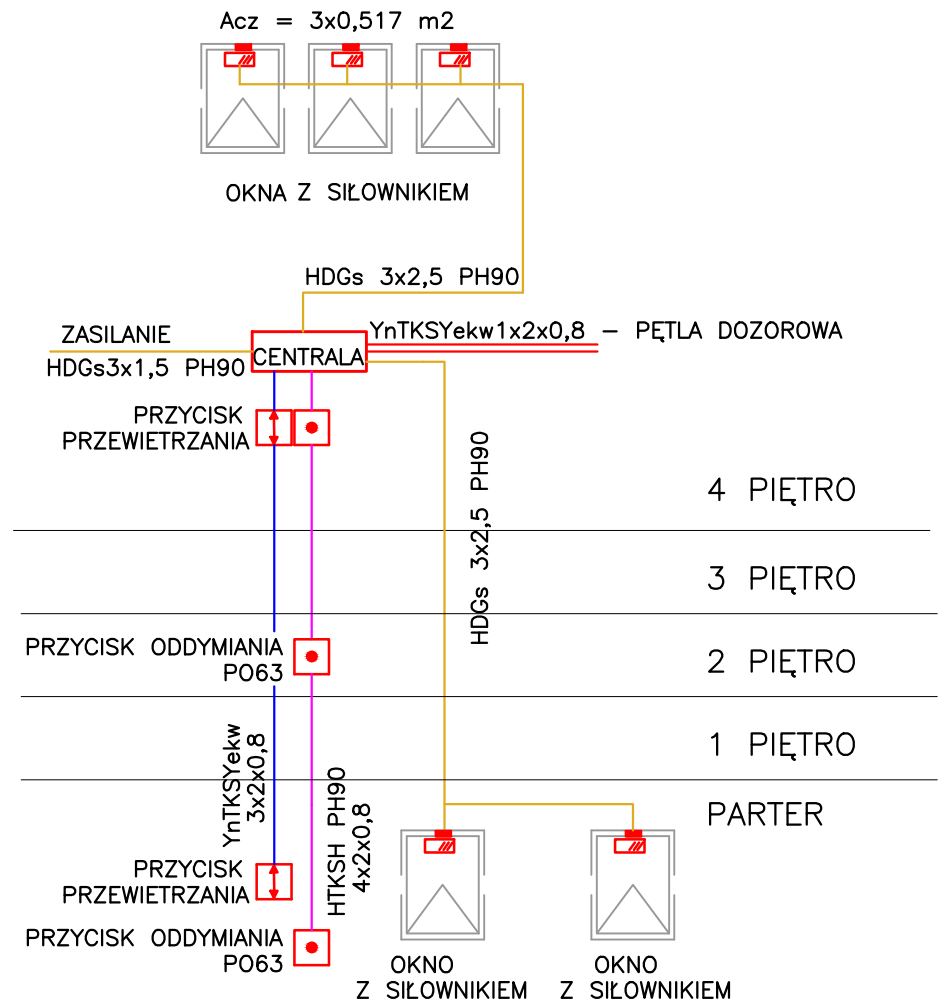 Acz = 3x0,517 m2
OKNA Z SIŁOWNIKIEM
HDGs 3x2,5 PH90
ZASILANIE
HDGs3x1,5 PH90
CENTRALA
YnTKSYekw1x2x0,8 – PĘTLA DOZOROWA
PRZYCISK
PRZEWIETRZANIA
HDGs 3x2,5 PH90
4 PIĘTRO
3 PIĘTRO
PRZYCISK ODDYMIANIA
PO63
2 PIĘTRO
1 PIĘTRO
YnTKSYekw
3x2x0,8
HTKSH PH90
4x2x0,8
PARTER
PRZYCISK
PRZEWIETRZANIA
PRZYCISK ODDYMIANIA
PO63
OKNO
Z SIŁOWNIKIEM
OKNO
Z SIŁOWNIKIEM